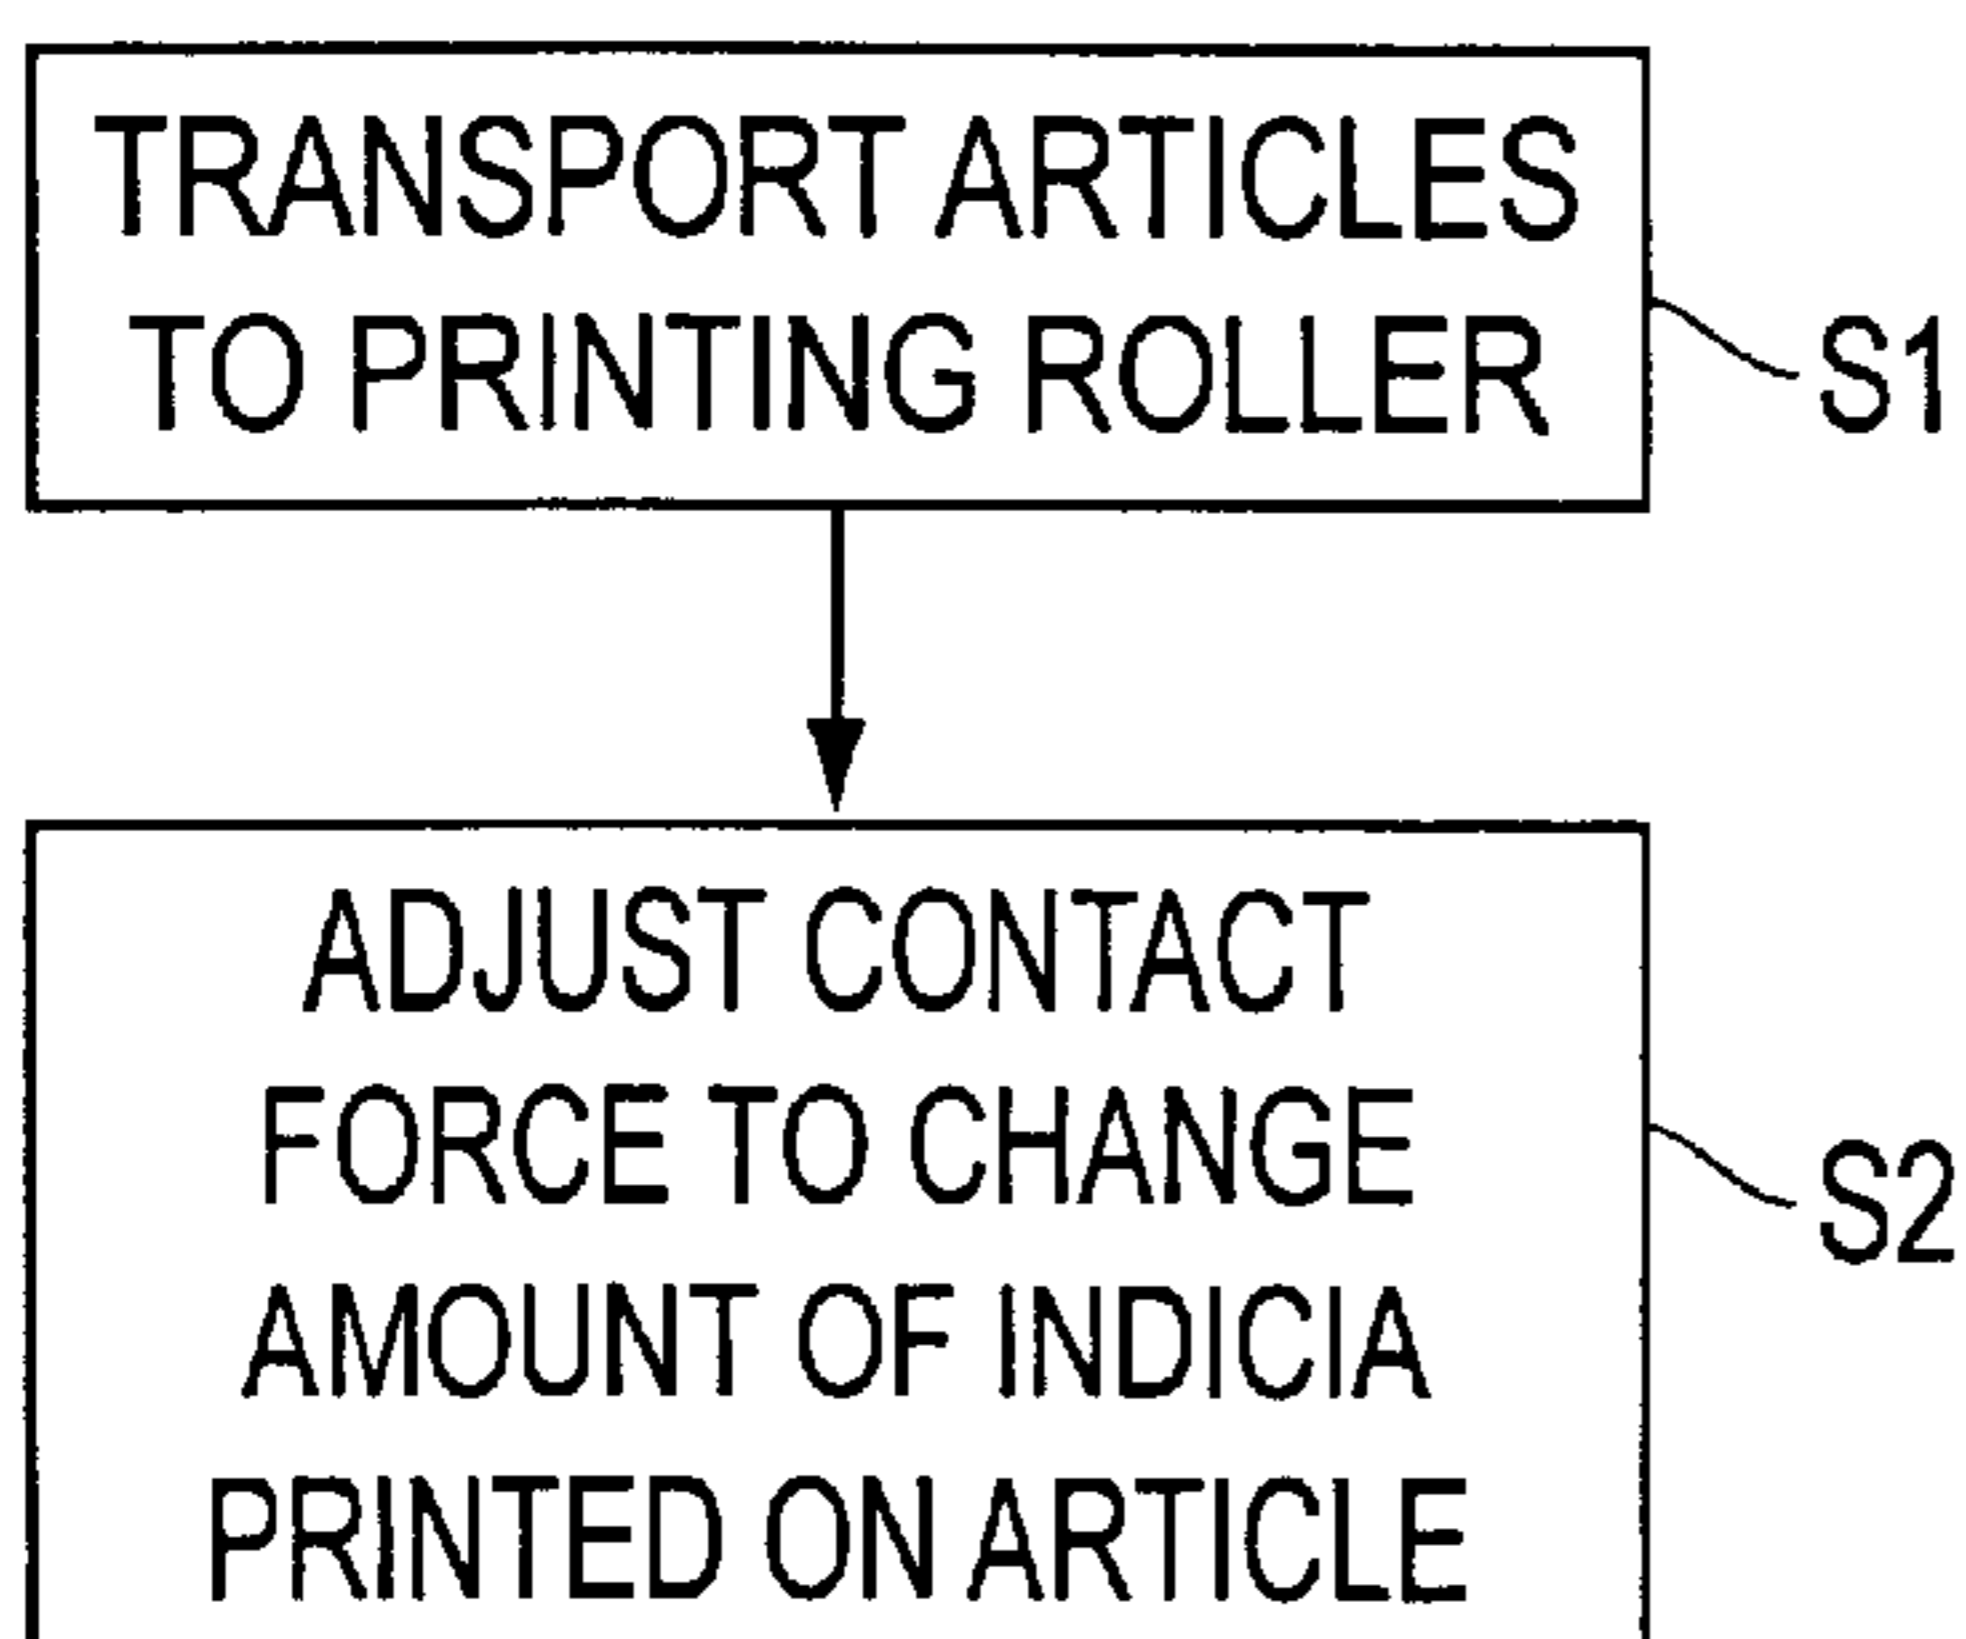 TRANSPORT ARTICLES
TO PRINTING ROLLER
S1
ADJUST CONTACT
FORCE TO CHANGE
AMOUNT OF INDICIA
PRINTED ON ARTICLE
S2